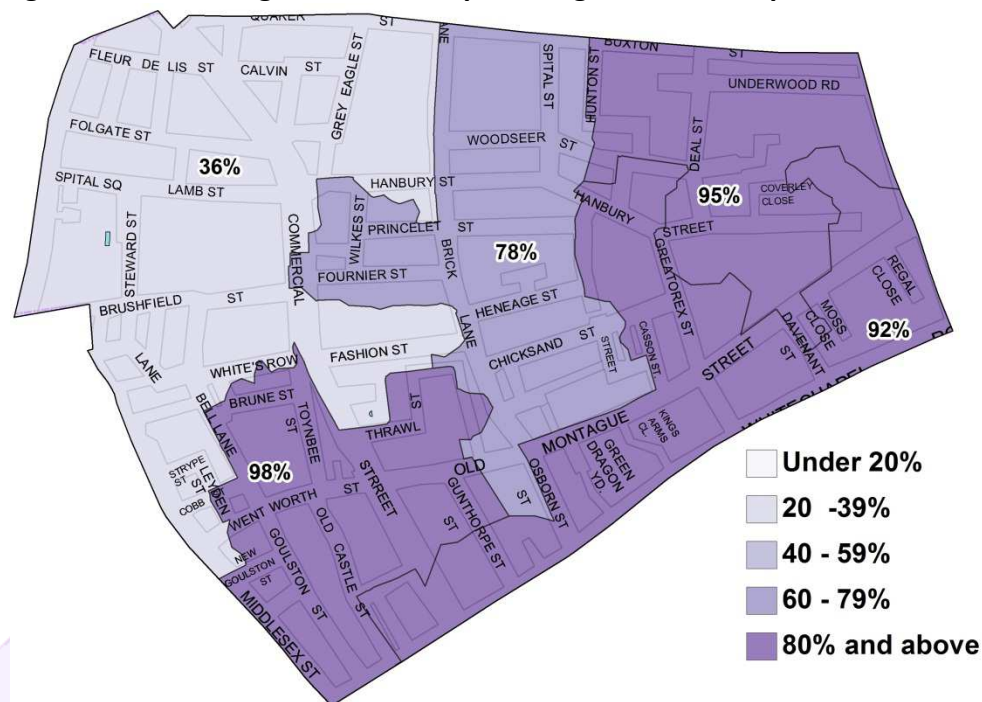 QUAKER
ST
FLEUR DE LIS ST
CALVIN ST
GREY EAGLE ST
LANE
SPITAL ST
HUNTON ST
BUXTON
ST
UNDERWOOD RD
FOLGATE ST
WOODSEER
ST
DEAL ST
36%
SPITAL SQ
LAMB ST
HANBURY ST
95%
COVERLEY
CLOSE
HANBURY
STREET
STEWARD ST
COMMERCIAL
WILKES ST
PRINCELET ST
BRICK
78%
GREATOREX ST
FOURNIER ST
REGAL
CLOSE
BRUSHFIELD ST
HENEAGE ST
LANE
MOSS
CLOSE
92%
DAVENANT
ST
LANE
WHITE'S ROW
FASHION ST
CHICKSAND ST
STREET
CASSON ST
STREET
BELL LANE
BRUNE ST
TOYNBEE
ST
ST
THRAWL
MONTAGUE
KINGS
ARMS
CL
WHITECHAPEL
STRYPE
ST
LEYDEN
ST
COBB
98%
STRREET
OLD
GREEN
DRAGON
YD.
OSBORN ST
Under 20%
WENTWORTH ST
OLD
CASTLE
ST
GUNTHORPE ST
ST
20 -39%
NEW
GOULSTON
ST
GOULSTON
ST
40 - 59%
MIDDLESEX ST
60 - 79%
80% and above